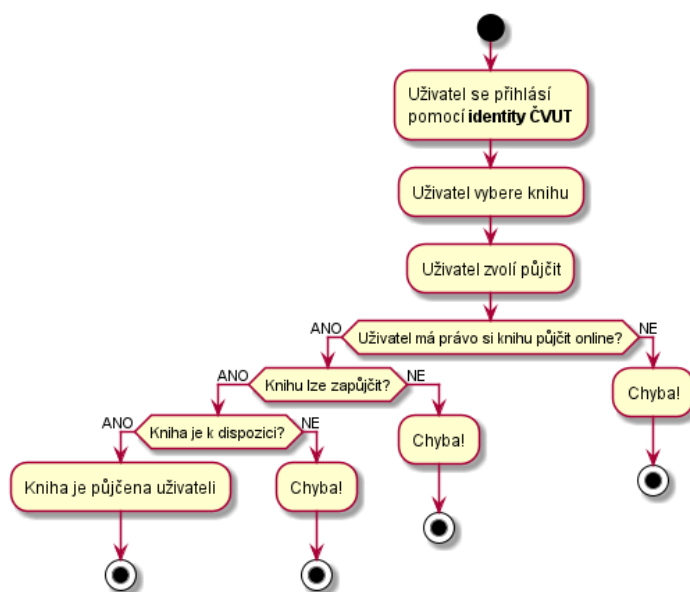 Uživatel se přihlásí
pomocí identity ČVUT
Uživatel vybere knihu
Uživatel zvolí půjčit
ANO
Uživatel má právo si knihu půjčit online?
NE
ANO
Knihu lze zapůjčit?
NE
Chyba!
ANO
Kniha je k dispozici?
NE
Chyba!
Kniha je půjčena uživateli
Chyba!